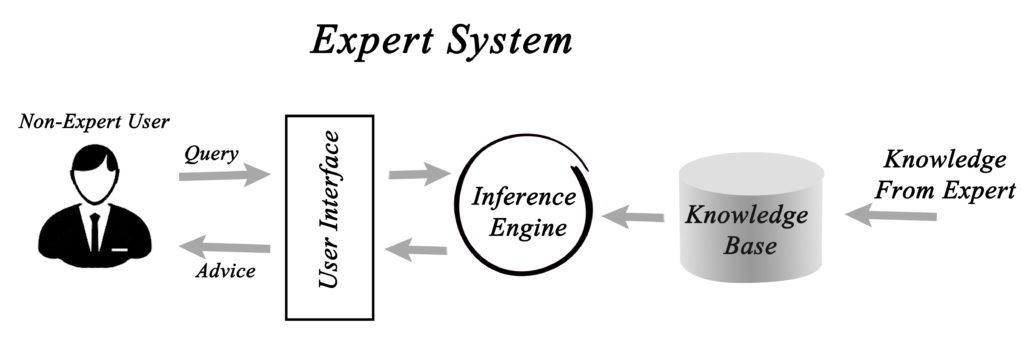 Expert System
Non-Expert User
Query
Advice
User Interface
Inference
Engine
Knowledge
Base
Knowledge
From Expert